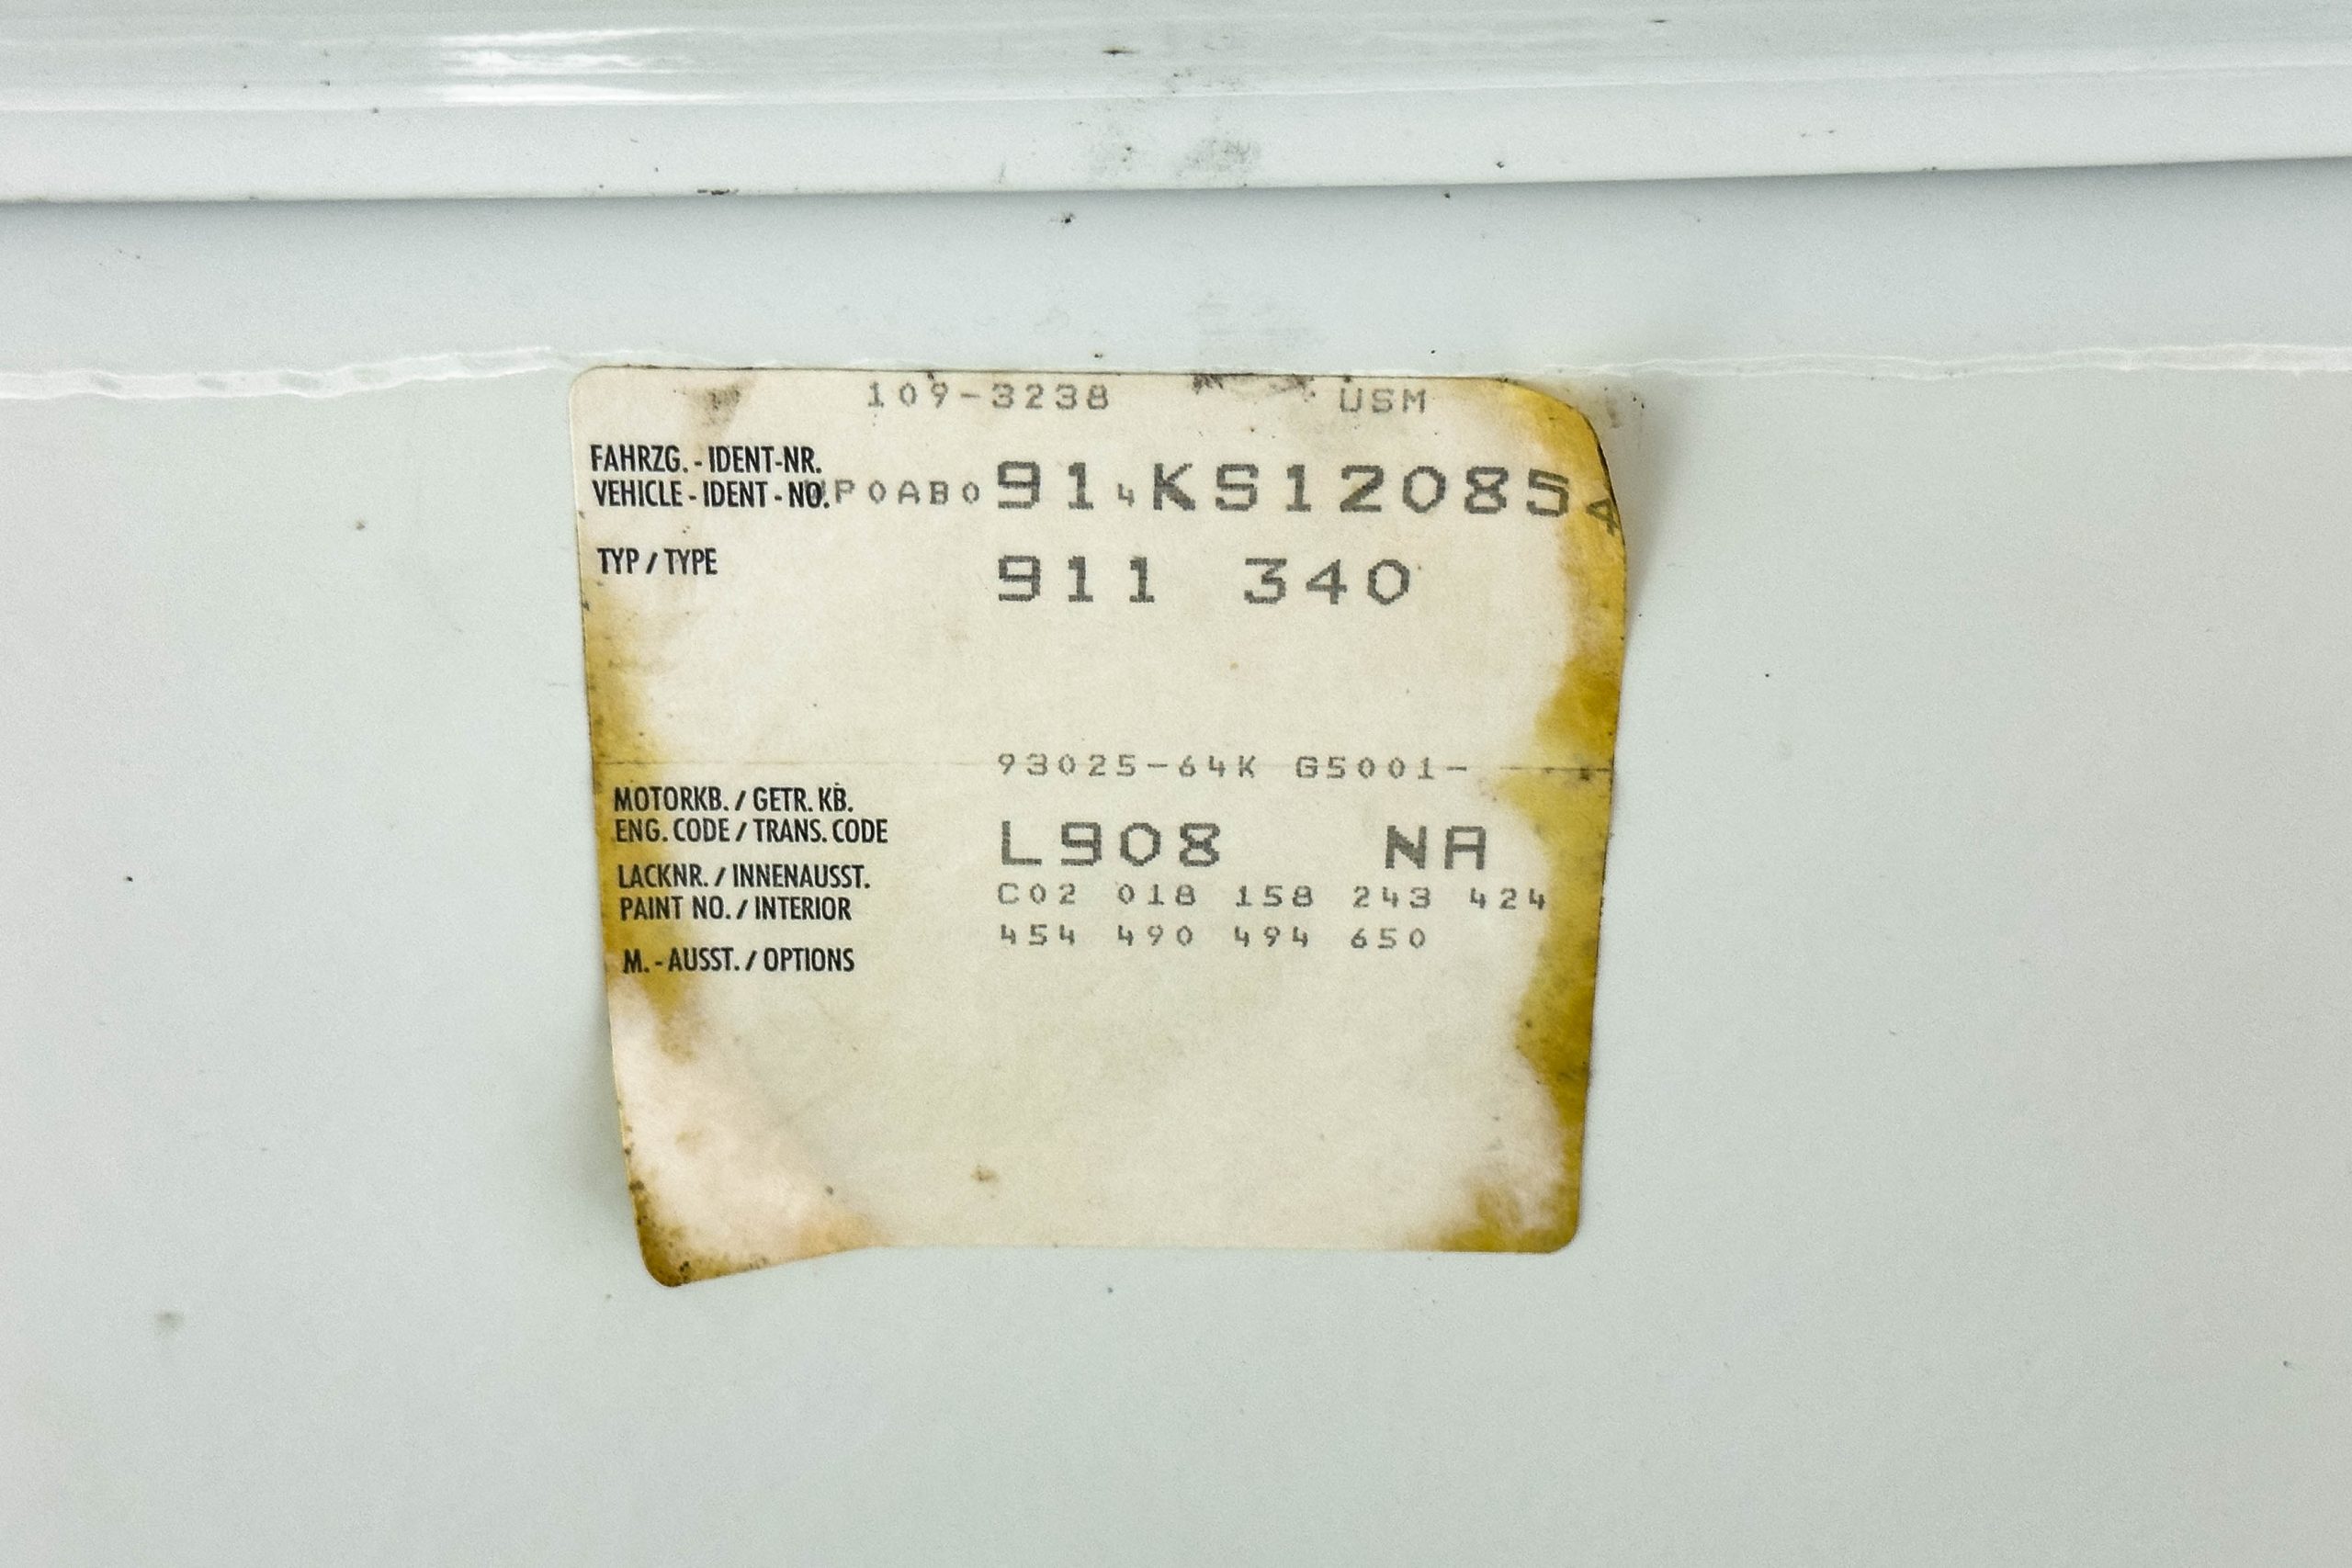 109-3238 USM
FAHRZG. - IDENT-NR.
VEHICLE - IDENT - NO. WP0AB0914KS120854
TYP / TYPE 911 340
93025-64K G5001-
MOTORKB. / GETR. KB.
ENG. CODE / TRANS. CODE
L908 NA
LACKNR. / INNENAUSST.
C02 018 158 243 424
PAINT NO. / INTERIOR
454 490 494 650
M. - AUSST. / OPTIONS